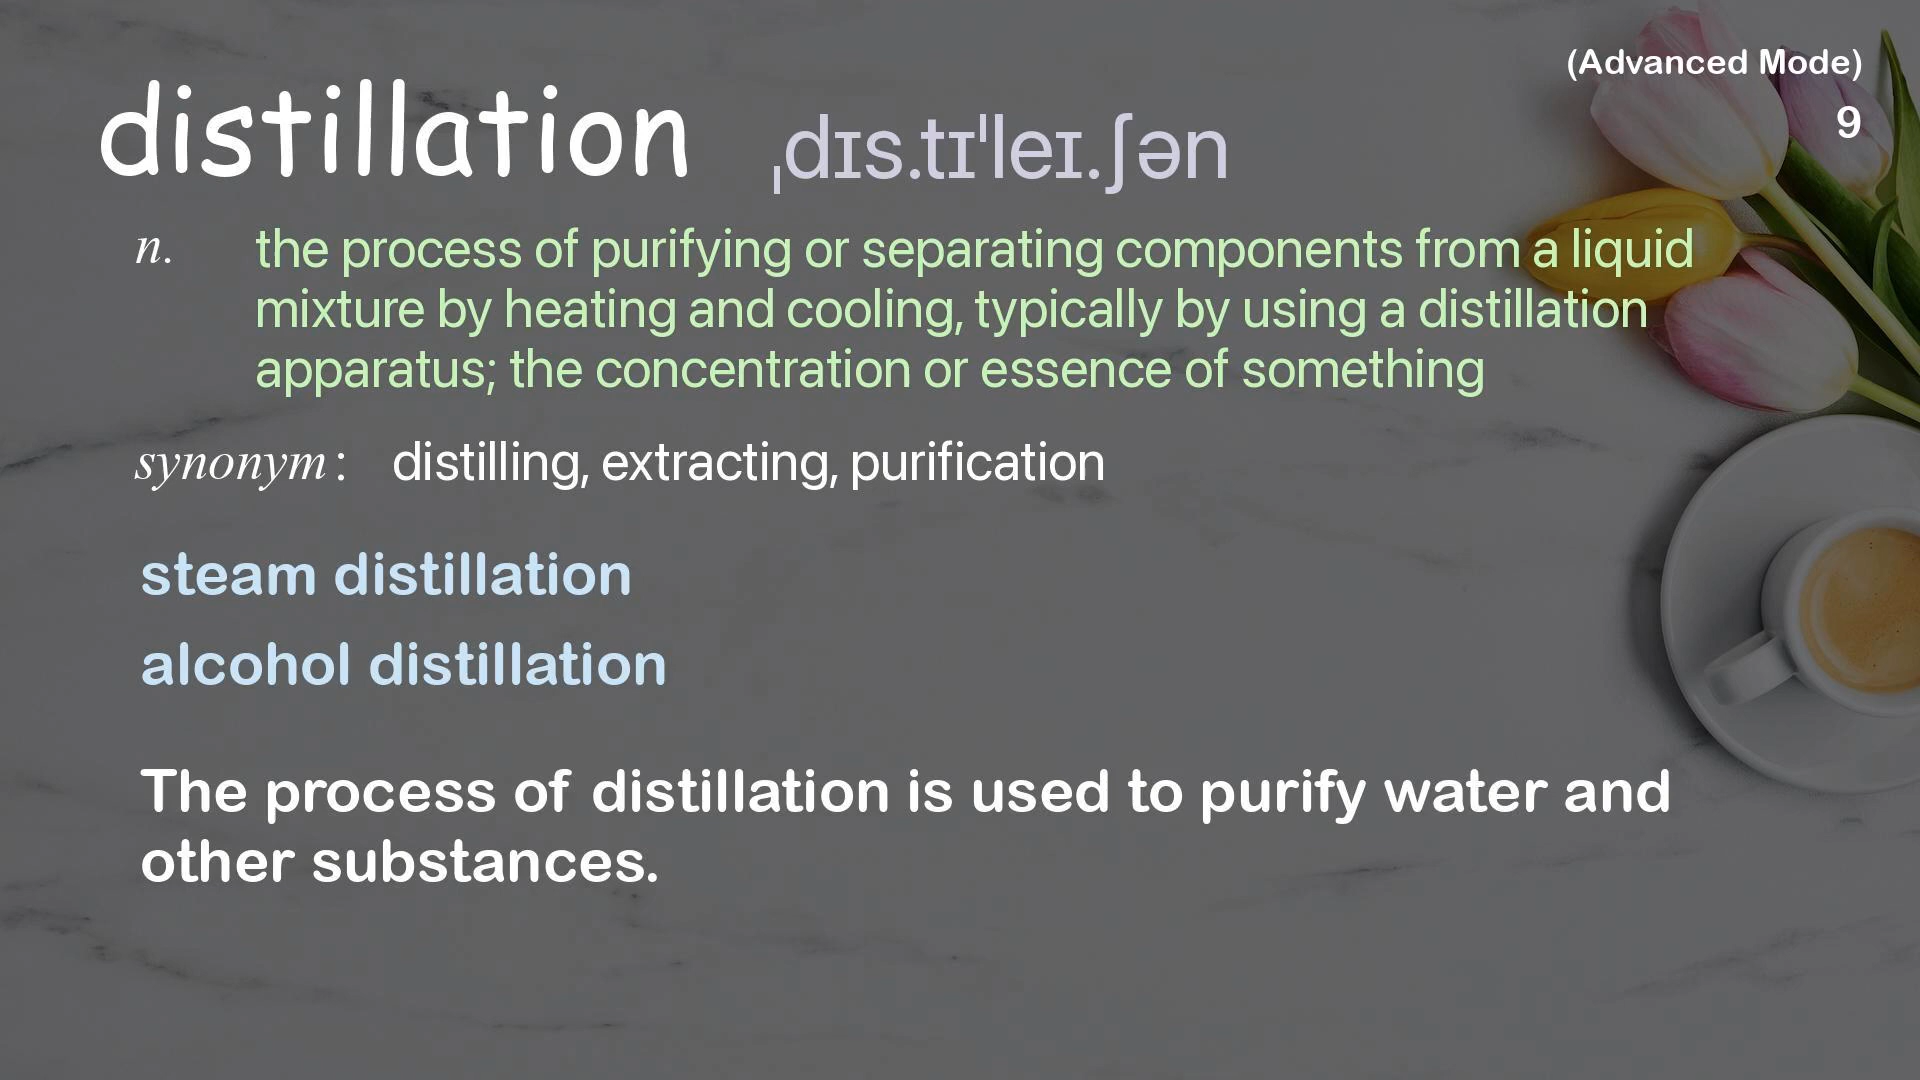 (Advanced Mode)
distillation ˌdɪs.tɪˈleɪ.ʃən
9
n. the process of purifying or separating components from a liquid
mixture by heating and cooling, typically by using a distillation
apparatus; the concentration or essence of something
synonym: distilling, extracting, purification
steam distillation
alcohol distillation
The process of distillation is used to purify water and
other substances.